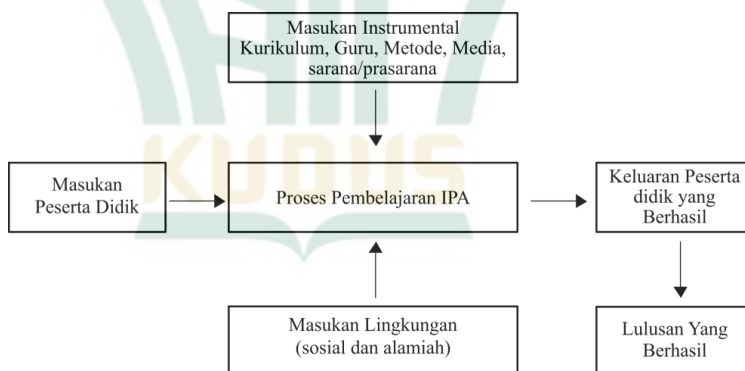 Masukan Instrumental
Kurikulum, Guru, Metode, Media,
sarana/prasarana
Masukan
Peserta Didik
Proses Pembelajaran IPA
Keluaran Peserta
didik yang
Berhasil
Masukan Lingkungan
(sosial dan alamiah)
Lulusan Yang
Berhasil
KUDUS